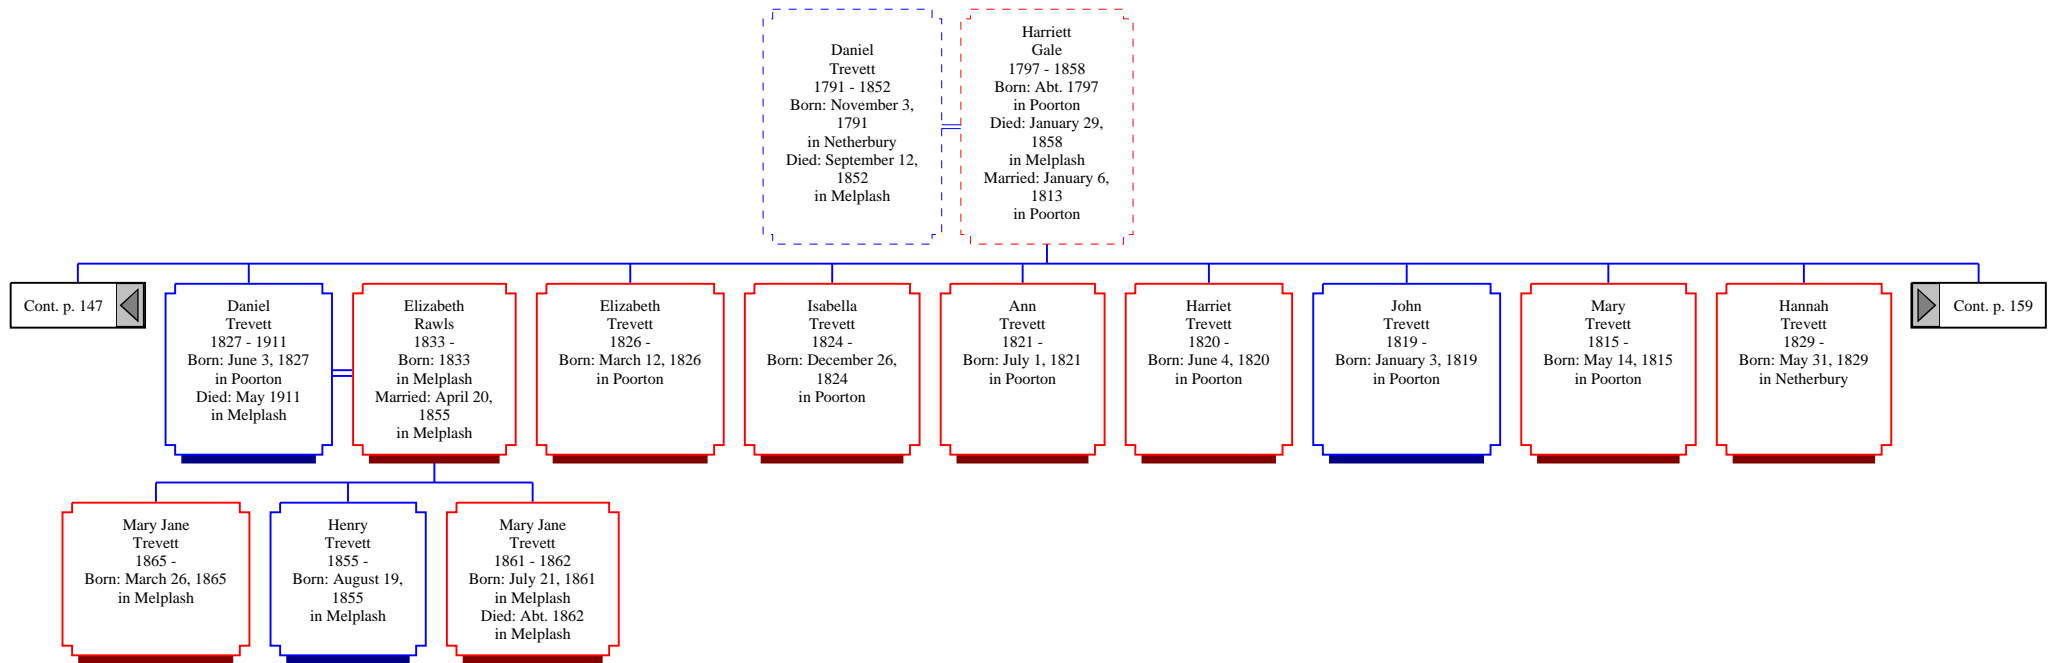 Daniel
Trevett
1791 - 1852
Born: November 3,
1791
in Netherbury
Died: September 12,
1852
in Melplash
Harriett
Gale
1797 - 1858
Born: Abt. 1797
in Poorton
Died: January 29,
1858
in Melplash
Married: January 6,
1813
in Poorton
Cont. p. 147
Daniel
Trevett
1827 - 1911
Born: June 3, 1827
in Poorton
Died: May 1911
in Melplash
Elizabeth
Rawls
1833 -
Born: 1833
in Melplash
Married: April 20,
1855
in Melplash
Elizabeth
Trevett
1826 -
Born: March 12, 1826
in Poorton
Isabella
Trevett
1824 -
Born: December 26,
1824
in Poorton
Ann
Trevett
1821 -
Born: July 1, 1821
in Poorton
Harriet
Trevett
1820 -
Born: June 4, 1820
in Poorton
John
Trevett
1819 -
Born: January 3, 1819
in Poorton
Mary
Trevett
1815 -
Born: May 14, 1815
in Poorton
Hannah
Trevett
1829 -
Born: May 31, 1829
in Netherbury
Cont. p. 159
Mary Jane
Trevett
1865 -
Born: March 26, 1865
in Melplash
Henry
Trevett
1855 -
Born: August 19,
1855
in Melplash
Mary Jane
Trevett
1861 - 1862
Born: July 21, 1861
in Melplash
Died: Abt. 1862
in Melplash